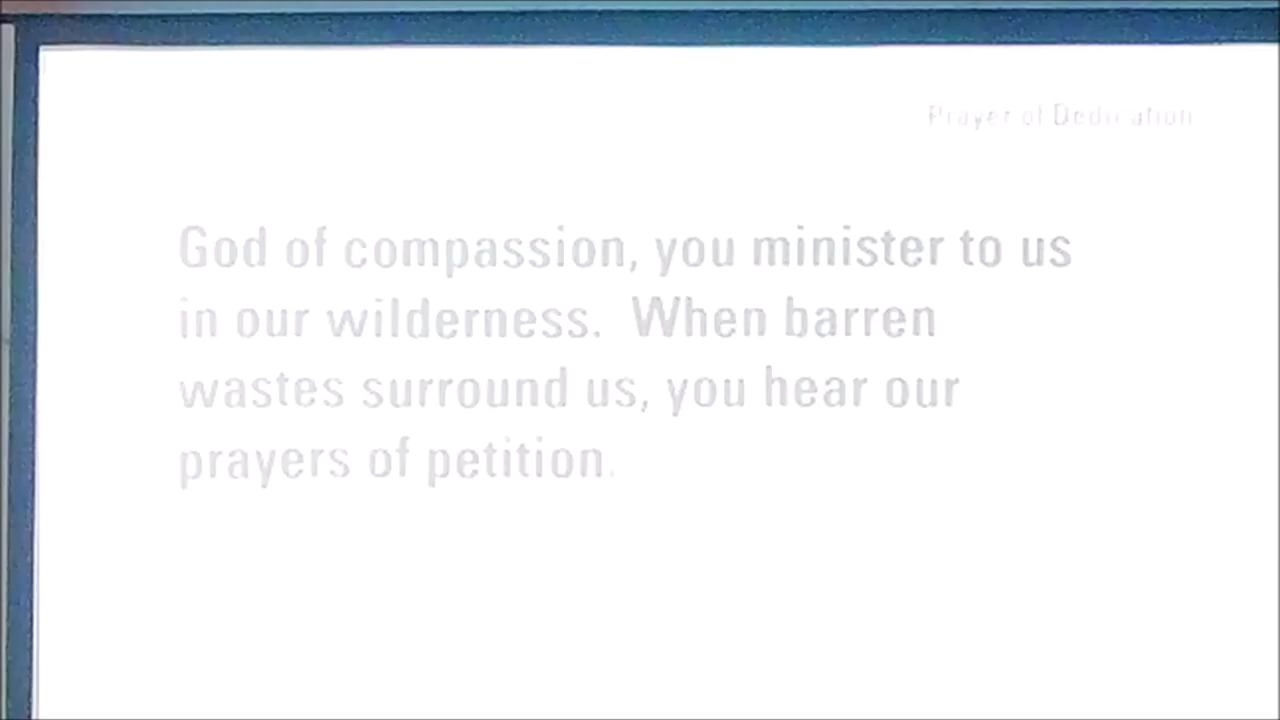 Prayer of Dedication
God of compassion, you minister to us
in our wilderness.  When barren
wastes surround us, you hear our
prayers of petition.